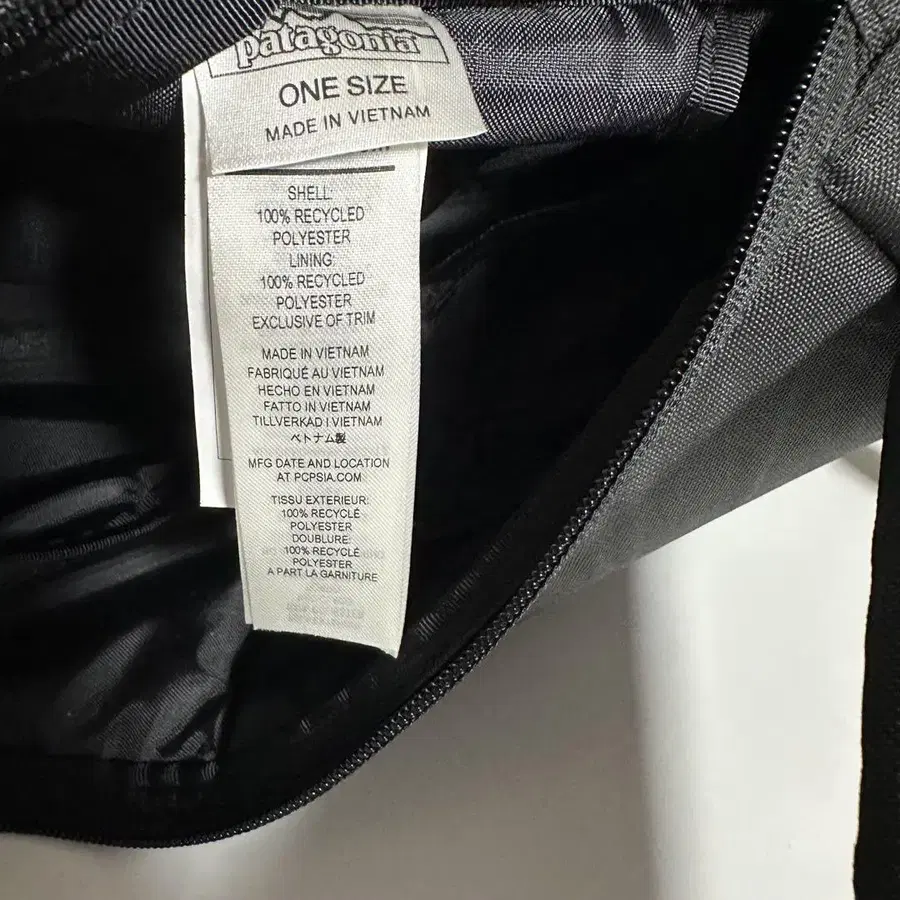 patagonia
ONE SIZE
MADE IN VIETNAM
SHELL
100% RECYCLED
POLYESTER
LINING
100% RECYCLED
POLYESTER
EXCLUSIVE OF TRIM
MADE IN VIETNAM
FABRIQUÉ AU VIETNAM
HECHO EN VIETNAM
FATTO IN VIETNAM
TILLVERKAD I VIETNAM
ベトナム製
MFG DATE AND LOCATION
AT PCPSIA.COM
TISSU EXTERIEUR:
100% RECYCLÉ
POLYESTER
DOUBLURE:
100% RECYCLÉ
POLYESTER
A PART LA GARNITURE